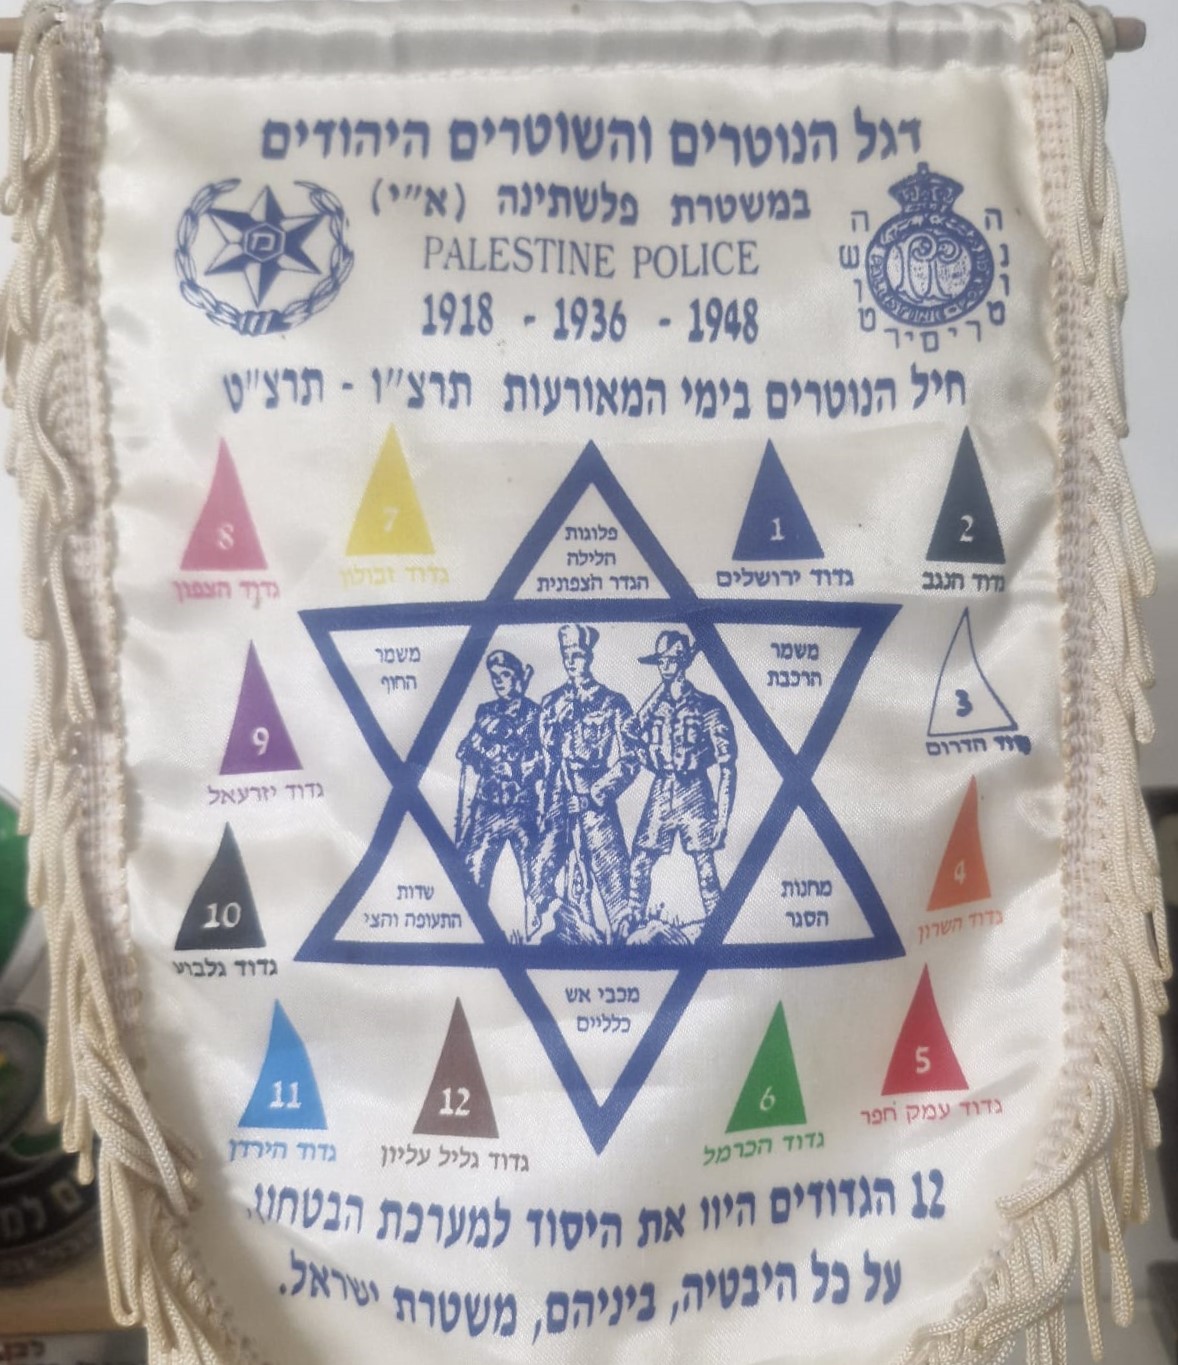 דגל הנוטרים והשוטרים היהודים
במשטרת פלשתינה (א״י)
PALESTINE POLICE
1918 - 1936 - 1948
חיל הנוטרים בימי המאורעות תרצ״ו - תרצ״ט
2
גדוד הנגב
1
גדוד ירושלים
7
גדוד זבולון
8
גדוד הצפון
פלוגות
הלילה
הגדר הצפונית
משמר
הרכבת
משמר
החוף
3
גדוד הדרום
9
גדוד יזרעאל
4
גדוד השרון
10
גדוד גלבוע
מחנות
הסגר
שדות
התעופה והצי
מכבי אש
כלליים
5
גדוד עמק חפר
6
גדוד הכרמל
12
גדוד גליל עליון
11
גדוד הירדן
12 הגדודים היוו את היסוד למערכת הבטחון,
על כל היבטיה, ביניהם, משטרת ישראל.